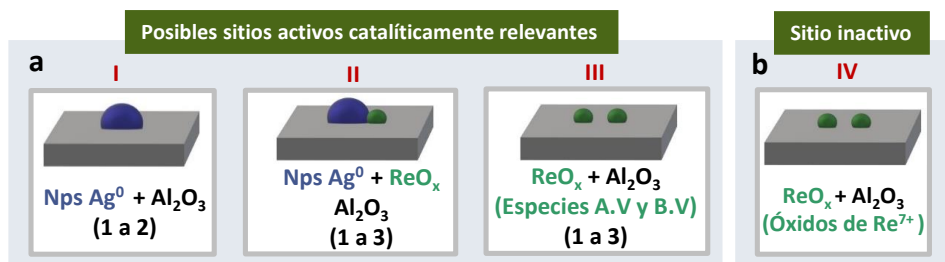 Posibles sitios activos catalíticamente relevantes
Sitio inactivo
a
I
II
III
b
IV
Nps Ag⁰ + Al₂O₃
(1 a 2)
Nps Ag⁰ + ReOₓ
Al₂O₃
(1 a 3)
ReOₓ + Al₂O₃
(Especies A.V y B.V)
(1 a 3)
ReOₓ + Al₂O₃
(Óxidos de Re⁷⁺)